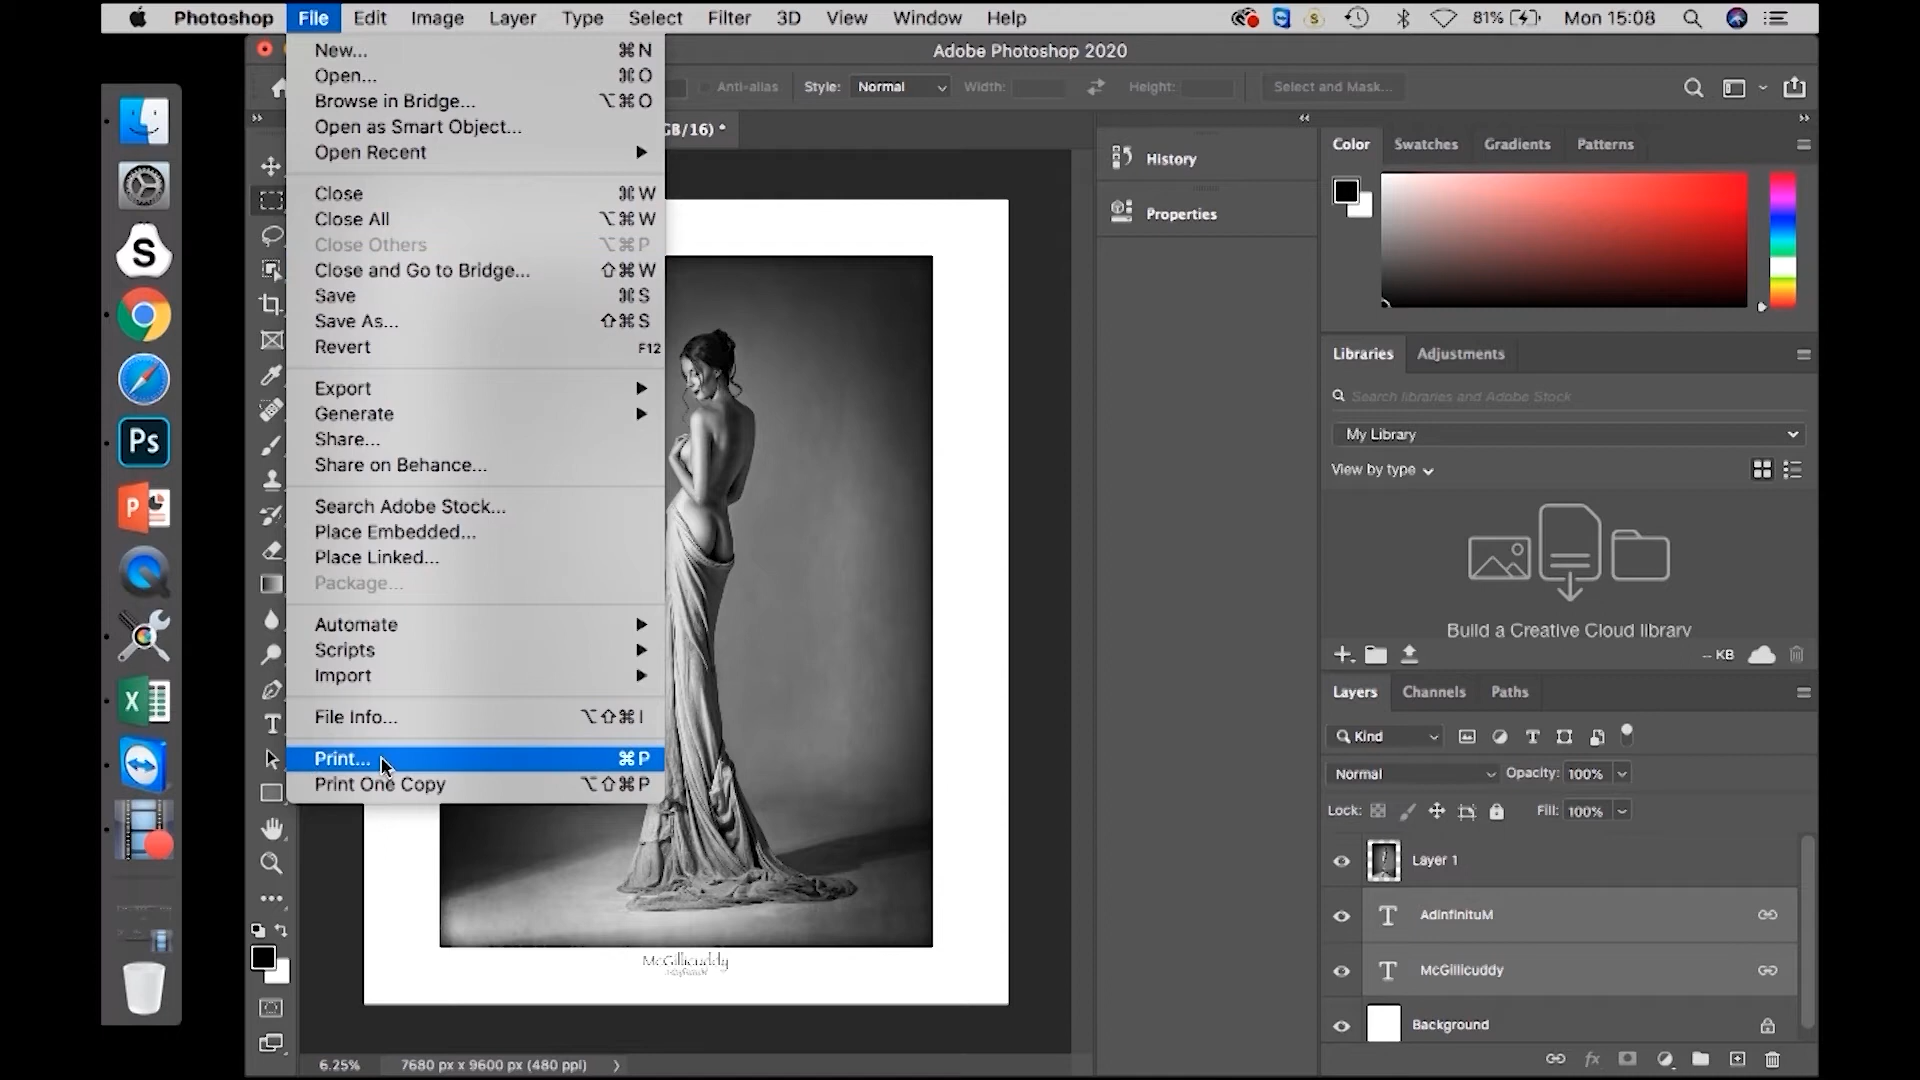 Photoshop File Edit Image Layer Type Select Filter 3D View Window Help 81% Mon 15:08
Adobe Photoshop 2020
Anti-alias Style: Normal Width: Height: Select and Mask...
GB/16) *
New... ⌘N
Open... ⌘O
Browse in Bridge... ⌥⌘O
Open as Smart Object...
Open Recent
Close ⌘W
Close All ⌥⌘W
Close Others ⌥⌘P
Close and Go to Bridge... ⇧⌘W
Save ⌘S
Save As... ⇧⌘S
Revert F12
Export
Generate
Share...
Share on Behance...
Search Adobe Stock...
Place Embedded...
Place Linked...
Package...
Automate
Scripts
Import
File Info... ⌥⇧⌘I
Print... ⌘P
Print One Copy ⌥⇧⌘P
S
Ps
P
X
T
McGillicuddy
6.25% 7680 px x 9600 px (480 ppi)
History
Properties
Color Swatches Gradients Patterns
Libraries Adjustments
Search libraries and Adobe Stock
My Library
View by type
Build a Creative Cloud library
-- KB
Layers Channels Paths
Kind
Normal Opacity: 100%
Lock: Fill: 100%
Layer 1
T AdinfinituM
T McGillicuddy
Background
fx